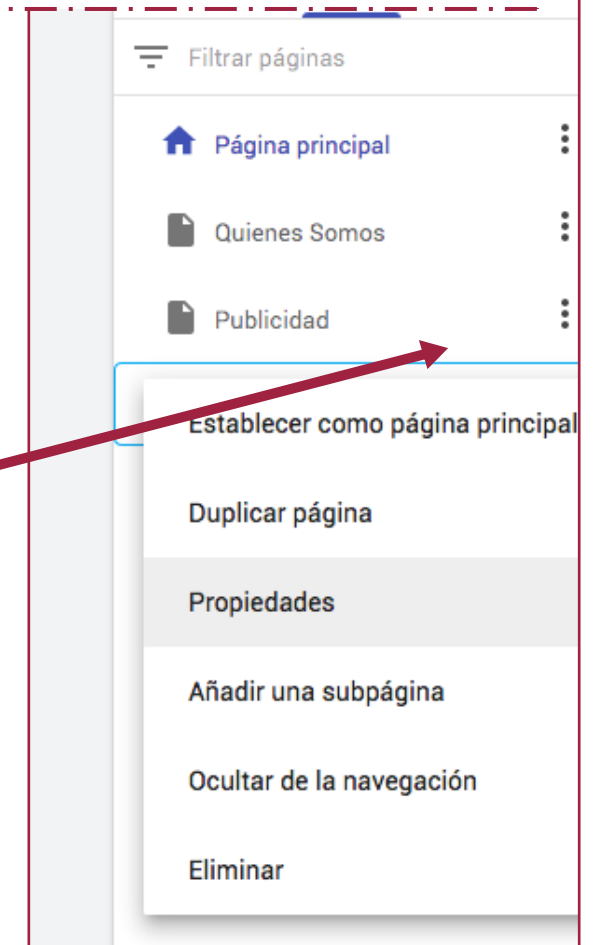 Filtrar páginas
Página principal
Quienes Somos
Publicidad
Establecer como página principal
Duplicar página
Propiedades
Añadir una subpágina
Ocultar de la navegación
Eliminar